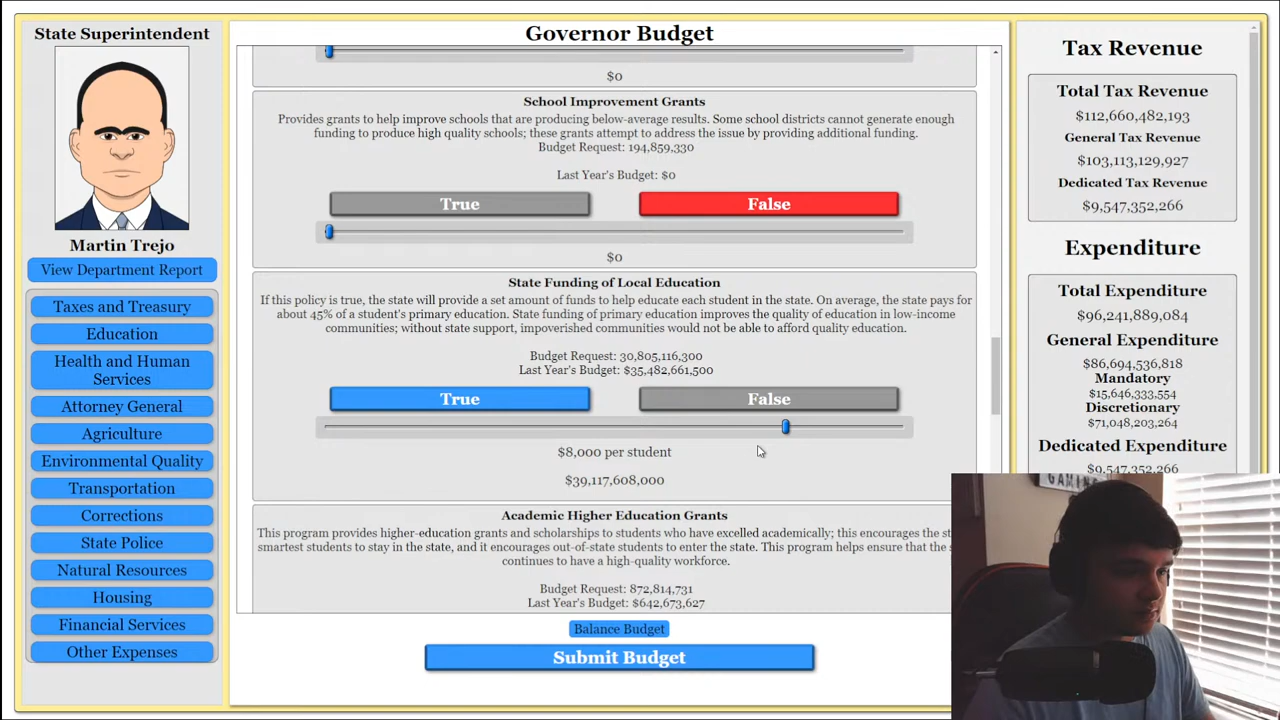 State Superintendent
Martin Trejo
View Department Report
Taxes and Treasury
Education
Health and Human
Services
Attorney General
Agriculture
Environmental Quality
Transportation
Corrections
State Police
Natural Resources
Housing
Financial Services
Other Expenses
Governor Budget
$0
School Improvement Grants
Provides grants to help improve schools that are producing below-average results. Some school districts cannot generate enough
funding to produce high quality schools; these grants attempt to address the issue by providing additional funding.
Budget Request: 194,859,330
Last Year's Budget: $0
True
False
$0
State Funding of Local Education
If this policy is true, the state will provide a set amount of funds to help educate each student in the state. On average, the state pays for
about 45% of a student's primary education. State funding of primary education improves the quality of education in low-income
communities; without state support, impoverished communities would not be able to afford quality education.
Budget Request: 30,805,116,300
Last Year's Budget: $35,482,661,500
True
False
$8,000 per student
$39,117,608,000
Academic Higher Education Grants
This program provides higher-education grants and scholarships to students who have excelled academically; this encourages the
smartest students to stay in the state, and it encourages out-of-state students to enter the state. This program helps ensure that the
continues to have a high-quality workforce.
Budget Request: 872,814,731
Last Year's Budget: $642,673,627
Balance Budget
Submit Budget
Tax Revenue
Total Tax Revenue
$112,660,482,193
General Tax Revenue
$103,113,129,927
Dedicated Tax Revenue
$9,547,352,266
Expenditure
Total Expenditure
$96,241,889,084
General Expenditure
$86,694,536,818
Mandatory
$15,646,333,554
Discretionary
$71,048,203,264
Dedicated Expenditure
$9,547,352,266
GAMING